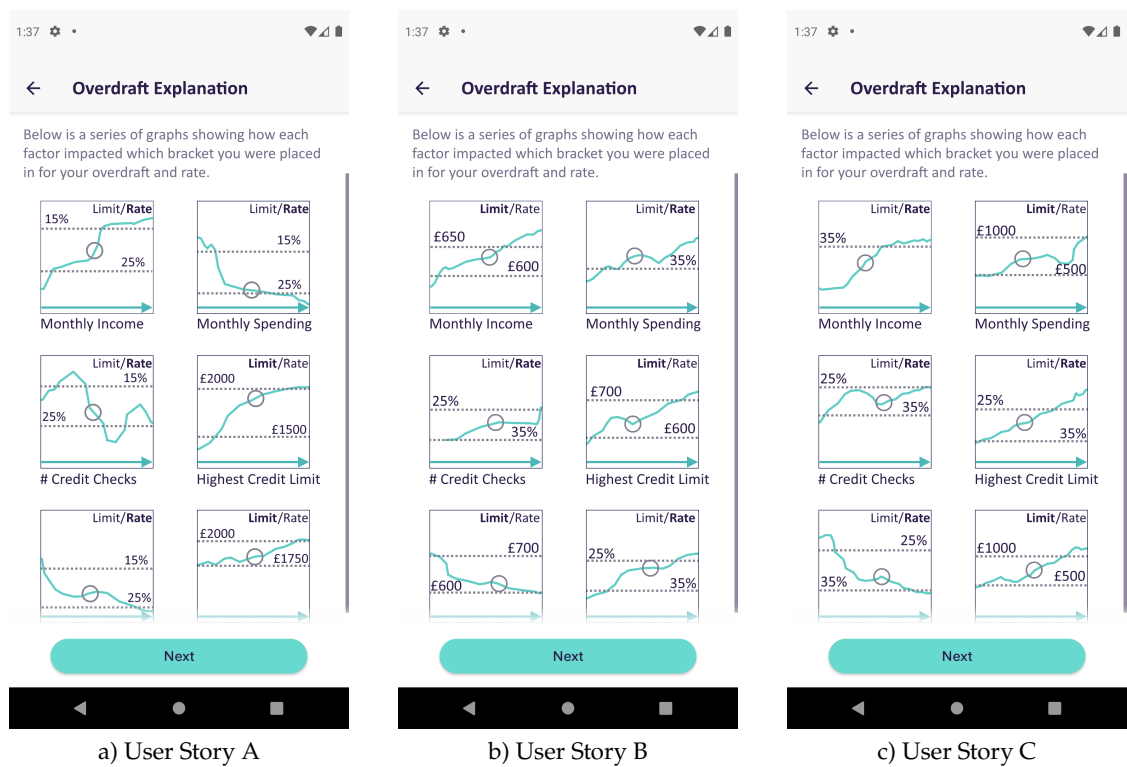 1:37
Overdraft Explanation
Below is a series of graphs showing how each
factor impacted which bracket you were placed
in for your overdraft and rate.
Limit/Rate
15%
25%
Monthly Income
Limit/Rate
15%
25%
Monthly Spending
Limit/Rate
15%
25%
# Credit Checks
Limit/Rate
£2000
£1500
Highest Credit Limit
Limit/Rate
15%
25%
Limit/Rate
£2000
£1750
Next
a) User Story A
1:37
Overdraft Explanation
Below is a series of graphs showing how each
factor impacted which bracket you were placed
in for your overdraft and rate.
Limit/Rate
£650
£600
Monthly Income
Limit/Rate
35%
Monthly Spending
Limit/Rate
25%
35%
# Credit Checks
Limit/Rate
£700
£600
Highest Credit Limit
Limit/Rate
£700
£600
Limit/Rate
25%
35%
Next
b) User Story B
1:37
Overdraft Explanation
Below is a series of graphs showing how each
factor impacted which bracket you were placed
in for your overdraft and rate.
Limit/Rate
35%
Monthly Income
Limit/Rate
£1000
£500
Monthly Spending
Limit/Rate
25%
35%
# Credit Checks
Limit/Rate
25%
35%
Highest Credit Limit
Limit/Rate
25%
35%
Limit/Rate
£1000
£500
Next
c) User Story C